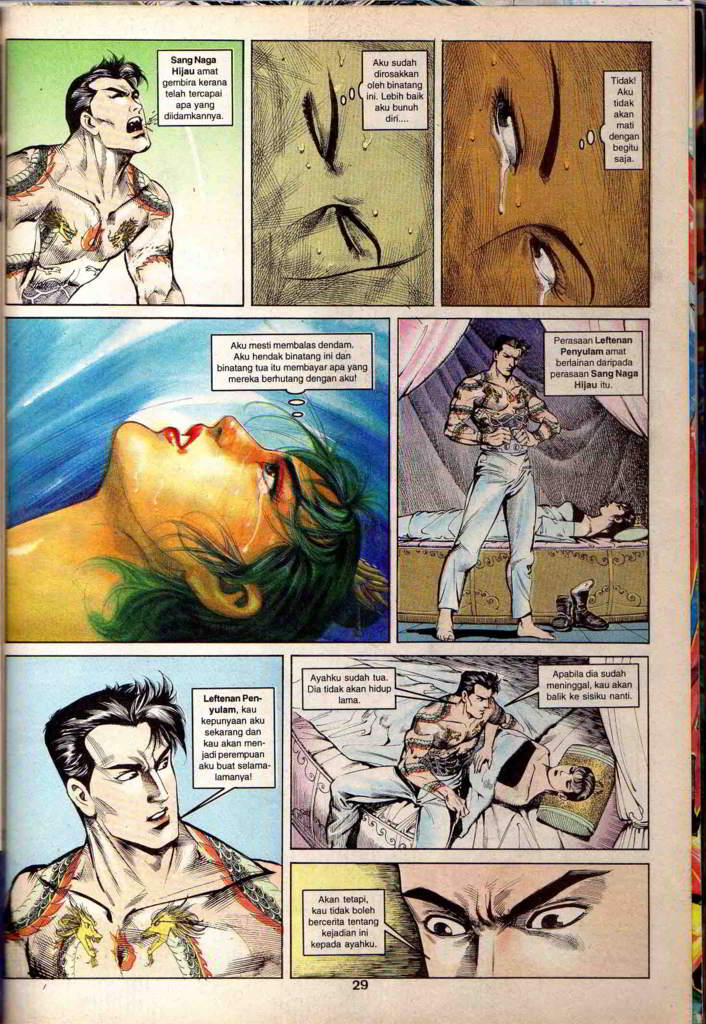 Sang Naga
Hijau amat
gembira kerana
telah tercapai
apa yang
diidamkannya.
Aku sudah
dirosakkan
oleh binatang
ini. Lebih baik
aku bunuh
diri....
Tidak!
Aku
tidak
akan
mati
dengan
begitu
saja.
Aku mesti membalas dendam.
Aku hendak binatang ini dan
binatang tua itu membayar apa yang
mereka berhutang dengan aku!
Perasaan Leftenan
Penyulam amat
berlainan daripada
perasaan Sang Naga
Hijau itu.
Leftenan Pen-
yulam, kau
kepunyaan aku
sekarang dan
kau akan men-
jadi perempuan
aku buat selama-
lamanya!
Ayahku sudah tua.
Dia tidak akan hidup
lama.
Apabila dia sudah
meninggal, kau akan
balik ke sisiku nanti.
Akan tetapi,
kau tidak boleh
bercerita tentang
kejadian ini
kepada ayahku.
29